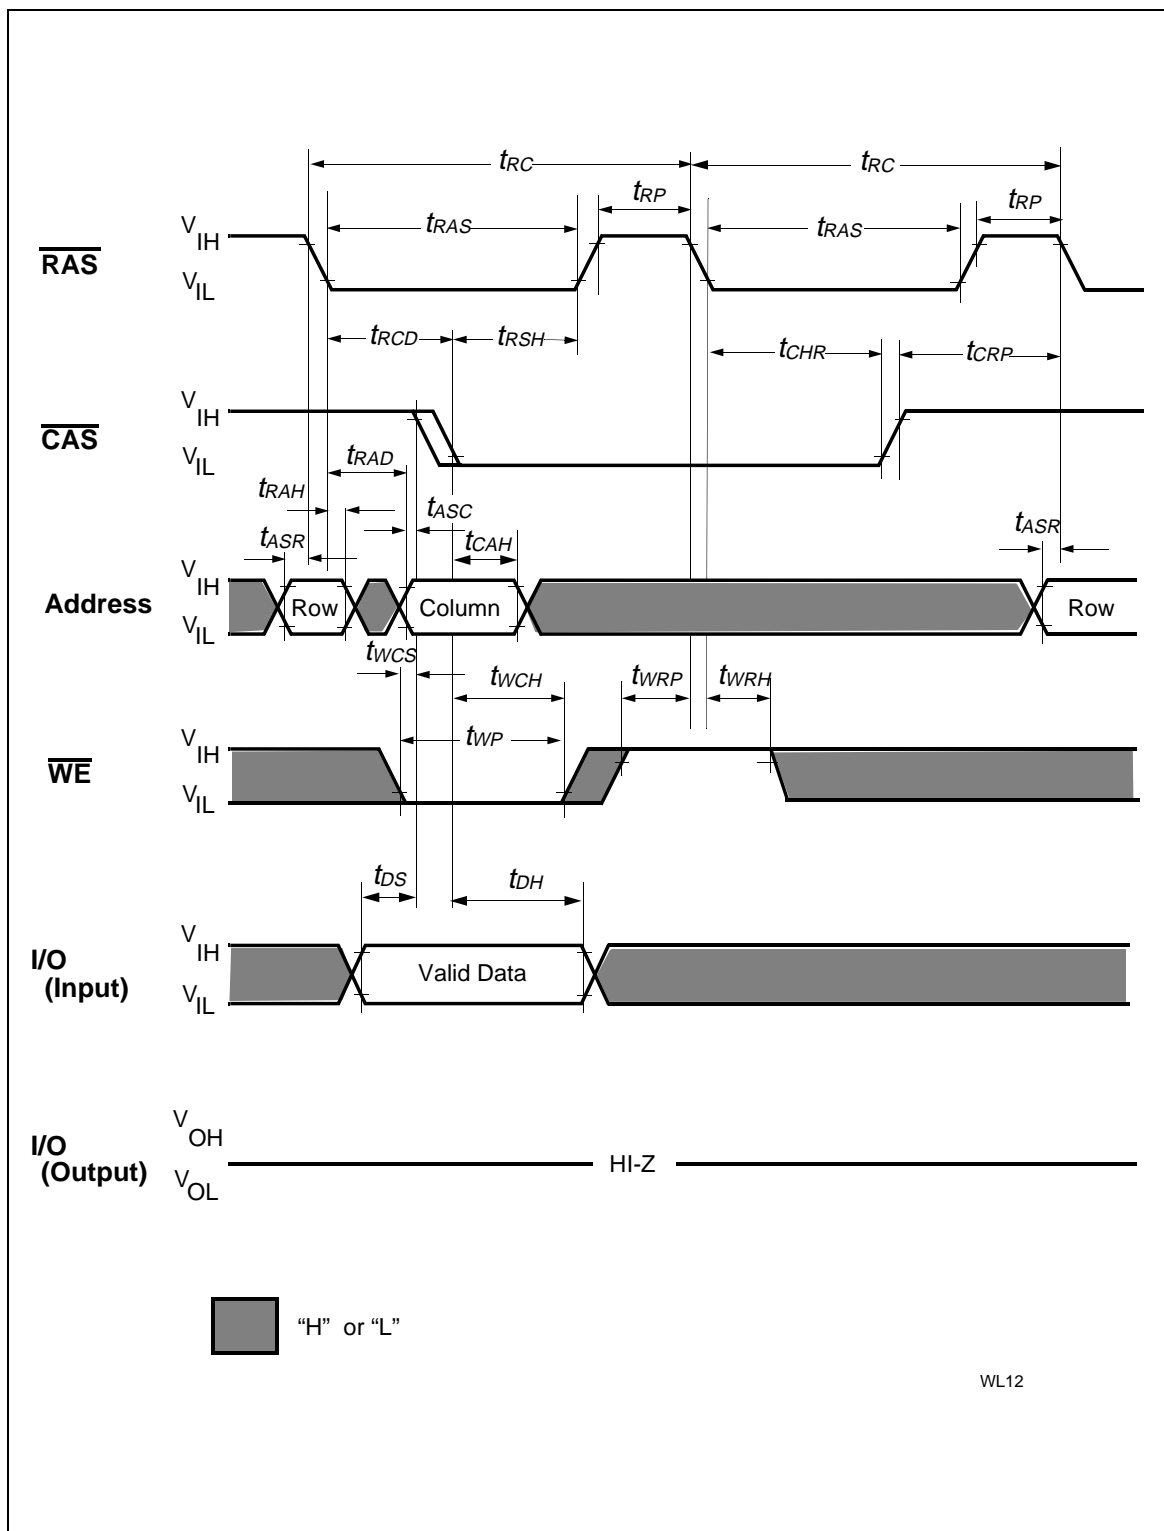 tRC tRC
tRP tRP
tRAS tRAS
RAS VIH
VIL
tRCD tRSH tCHR tCRP
CAS VIH
VIL
tRAD
tRAH
tASC
tASR tCAH tASR
Address VIH
VIL
Row Column Row
tWCS
tWCH tWRP tWRH
tWP
WE VIH
VIL
tDS tDH
I/O
(Input)
VIH
VIL
Valid Data
I/O
(Output)
VOH
VOL
HI-Z
“H” or “L”
WL12